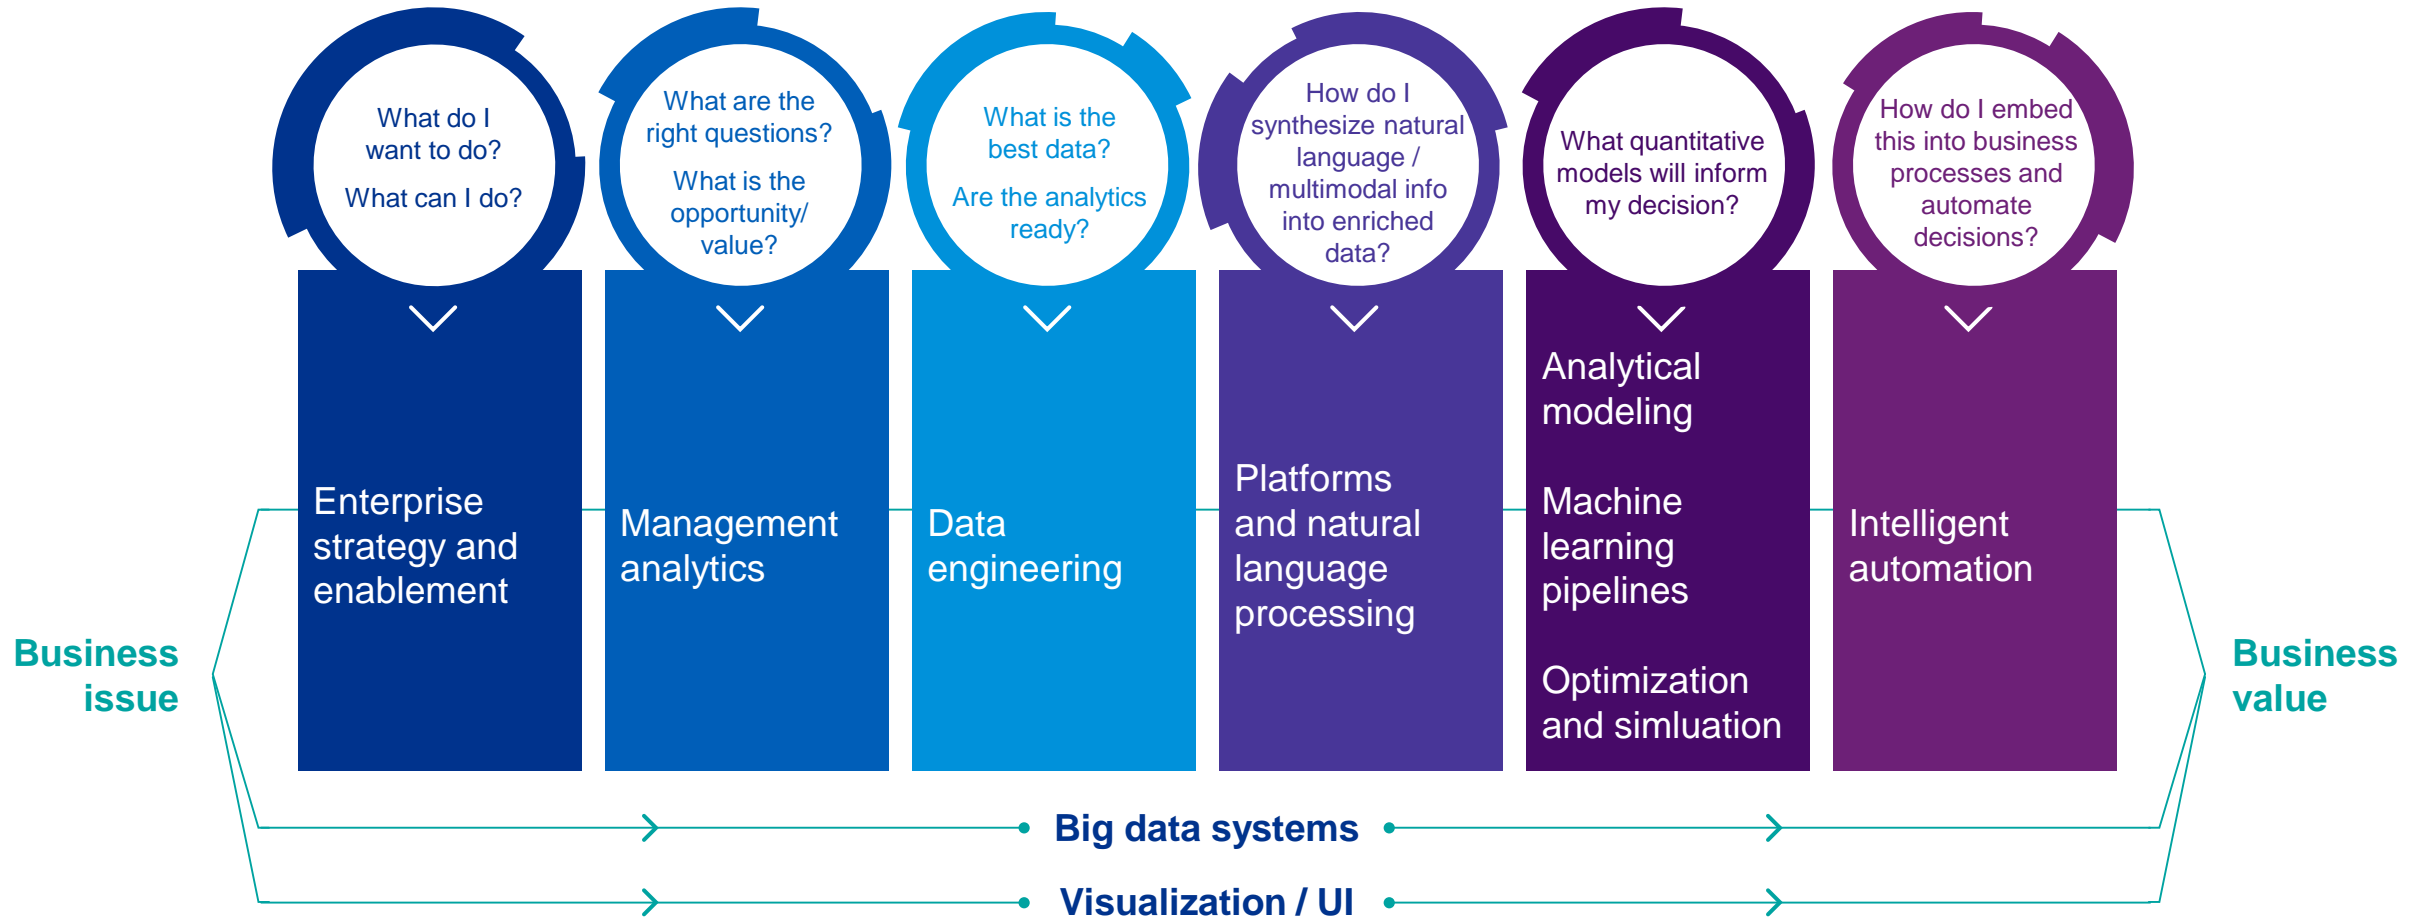 What do I
want to do?
What can I do?
What are the
right questions?
What is the
opportunity/
value?
What is the
best data?
Are the analytics
ready?
How do I
synthesize natural
language /
multimodal info
into enriched
data?
What quantitative
models will inform
my decision?
How do I embed
this into business
processes and
automate
decisions?
Enterprise
strategy and
enablement
Management
analytics
Data
engineering
Platforms
and natural
language
processing
Analytical
modeling
Machine
learning
pipelines
Optimization
and simluation
Intelligent
automation
Business
issue
Business
value
Big data systems
Visualization / UI